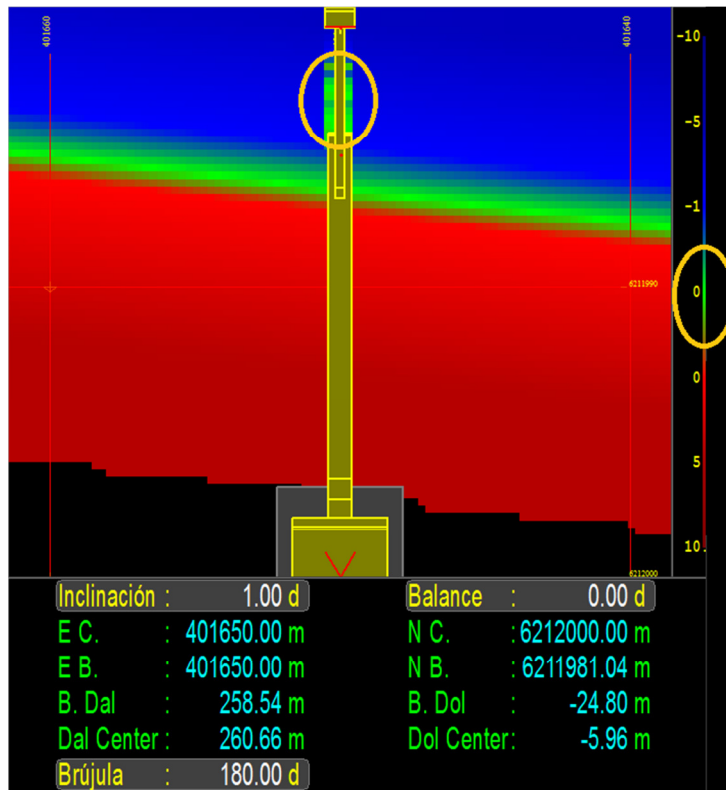 401660
401640
-10
-5
-1
0
6211990
0
5
10.
6212000
Inclinación : 1.00 d Balance : 0.00 d
E C. : 401650.00 m N C. : 6212000.00 m
E B. : 401650.00 m N B. : 6211981.04 m
B. Dal : 258.54 m B. Dol : -24.80 m
Dal Center : 260.66 m Dol Center : -5.96 m
Brújula : 180.00 d